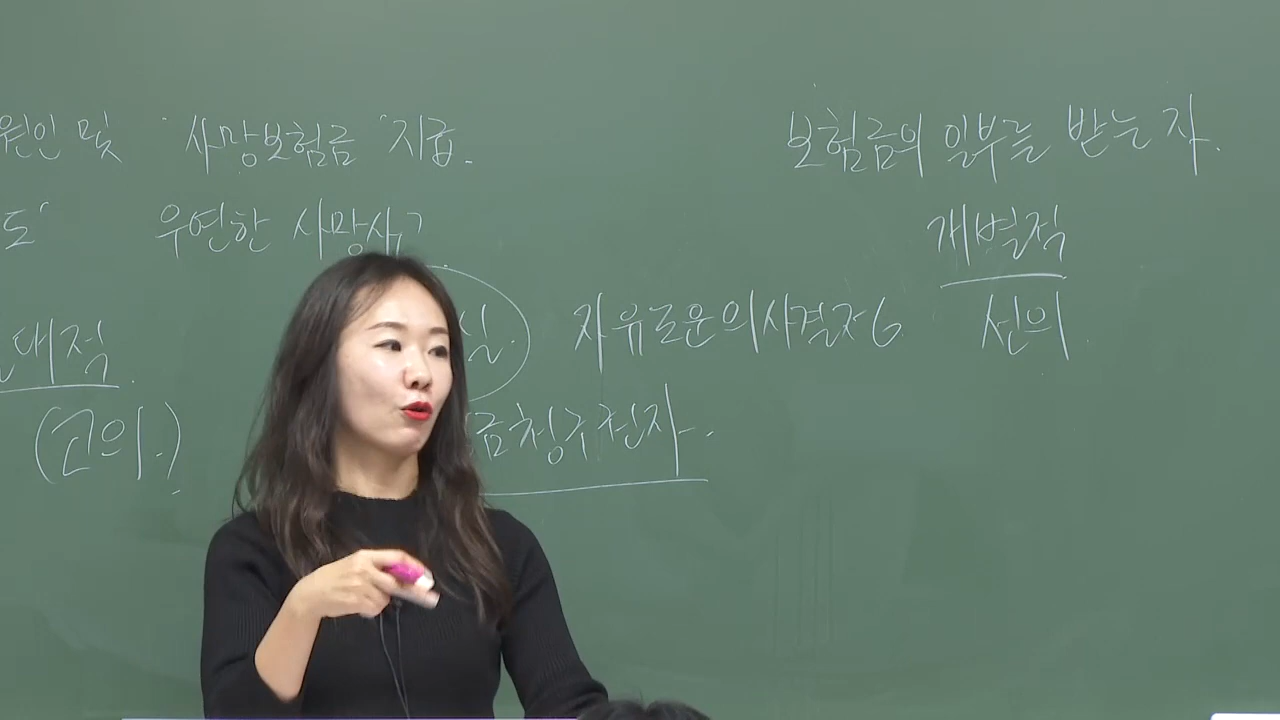 원인 및 사망보험금 지급.
보험금의 일부를 받는 자.
도" 우연한 사망사고
개별적
대적.
실. 자유로운의사결정
선의.
(고의.)
금청구권자.